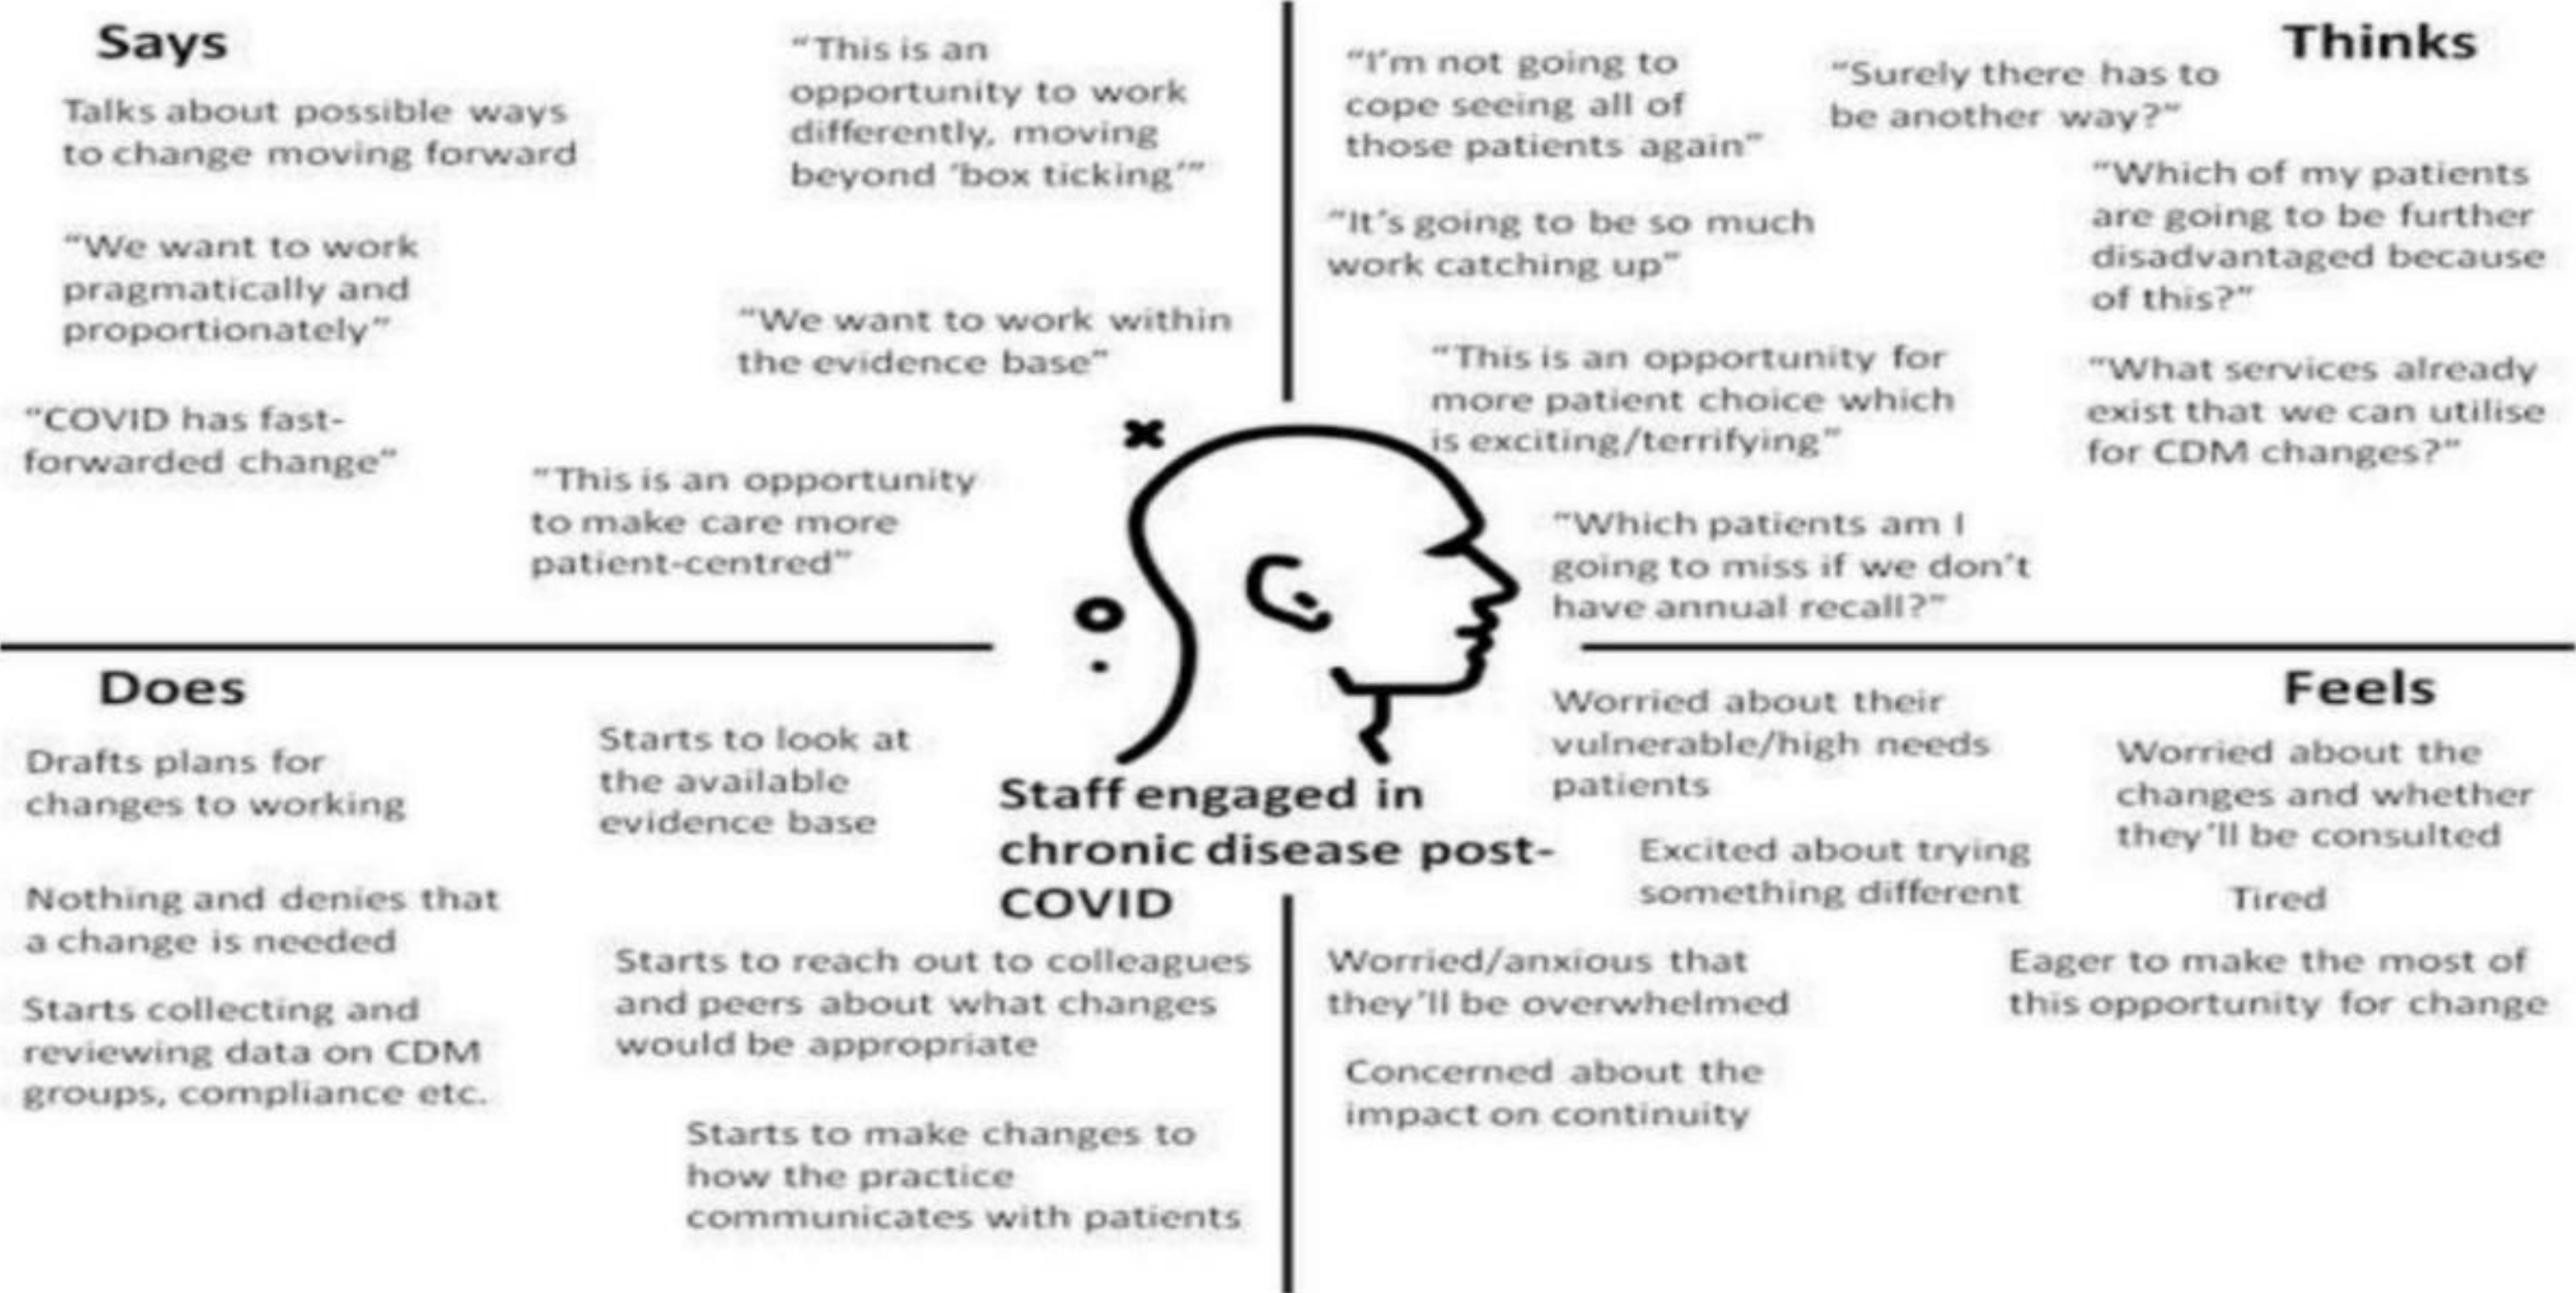 Says
Talks about possible ways
to change moving forward
“We want to work
pragmatically and
proportionately”
“COVID has fast-
forwarded change”
“This is an
opportunity to work
differently, moving
beyond ‘box ticking’”
“We want to work within
the evidence base”
“This is an opportunity
to make care more
patient-centred”
Thinks
“I’m not going to
cope seeing all of
those patients again”
“Surely there has to
be another way?”
“It’s going to be so much
work catching up”
“Which of my patients
are going to be further
disadvantaged because
of this?”
“This is an opportunity for
more patient choice which
is exciting/terrifying”
“What services already
exist that we can utilise
for CDM changes?”
“Which patients am I
going to miss if we don’t
have annual recall?”
Staff engaged in
chronic disease post-
COVID
Does
Drafts plans for
changes to working
Starts to look at
the available
evidence base
Nothing and denies that
a change is needed
Starts collecting and
reviewing data on CDM
groups, compliance etc.
Starts to reach out to colleagues
and peers about what changes
would be appropriate
Starts to make changes to
how the practice
communicates with patients
Feels
Worried about their
vulnerable/high needs
patients
Worried about the
changes and whether
they’ll be consulted
Excited about trying
something different
Tired
Worried/anxious that
they’ll be overwhelmed
Eager to make the most of
this opportunity for change
Concerned about the
impact on continuity